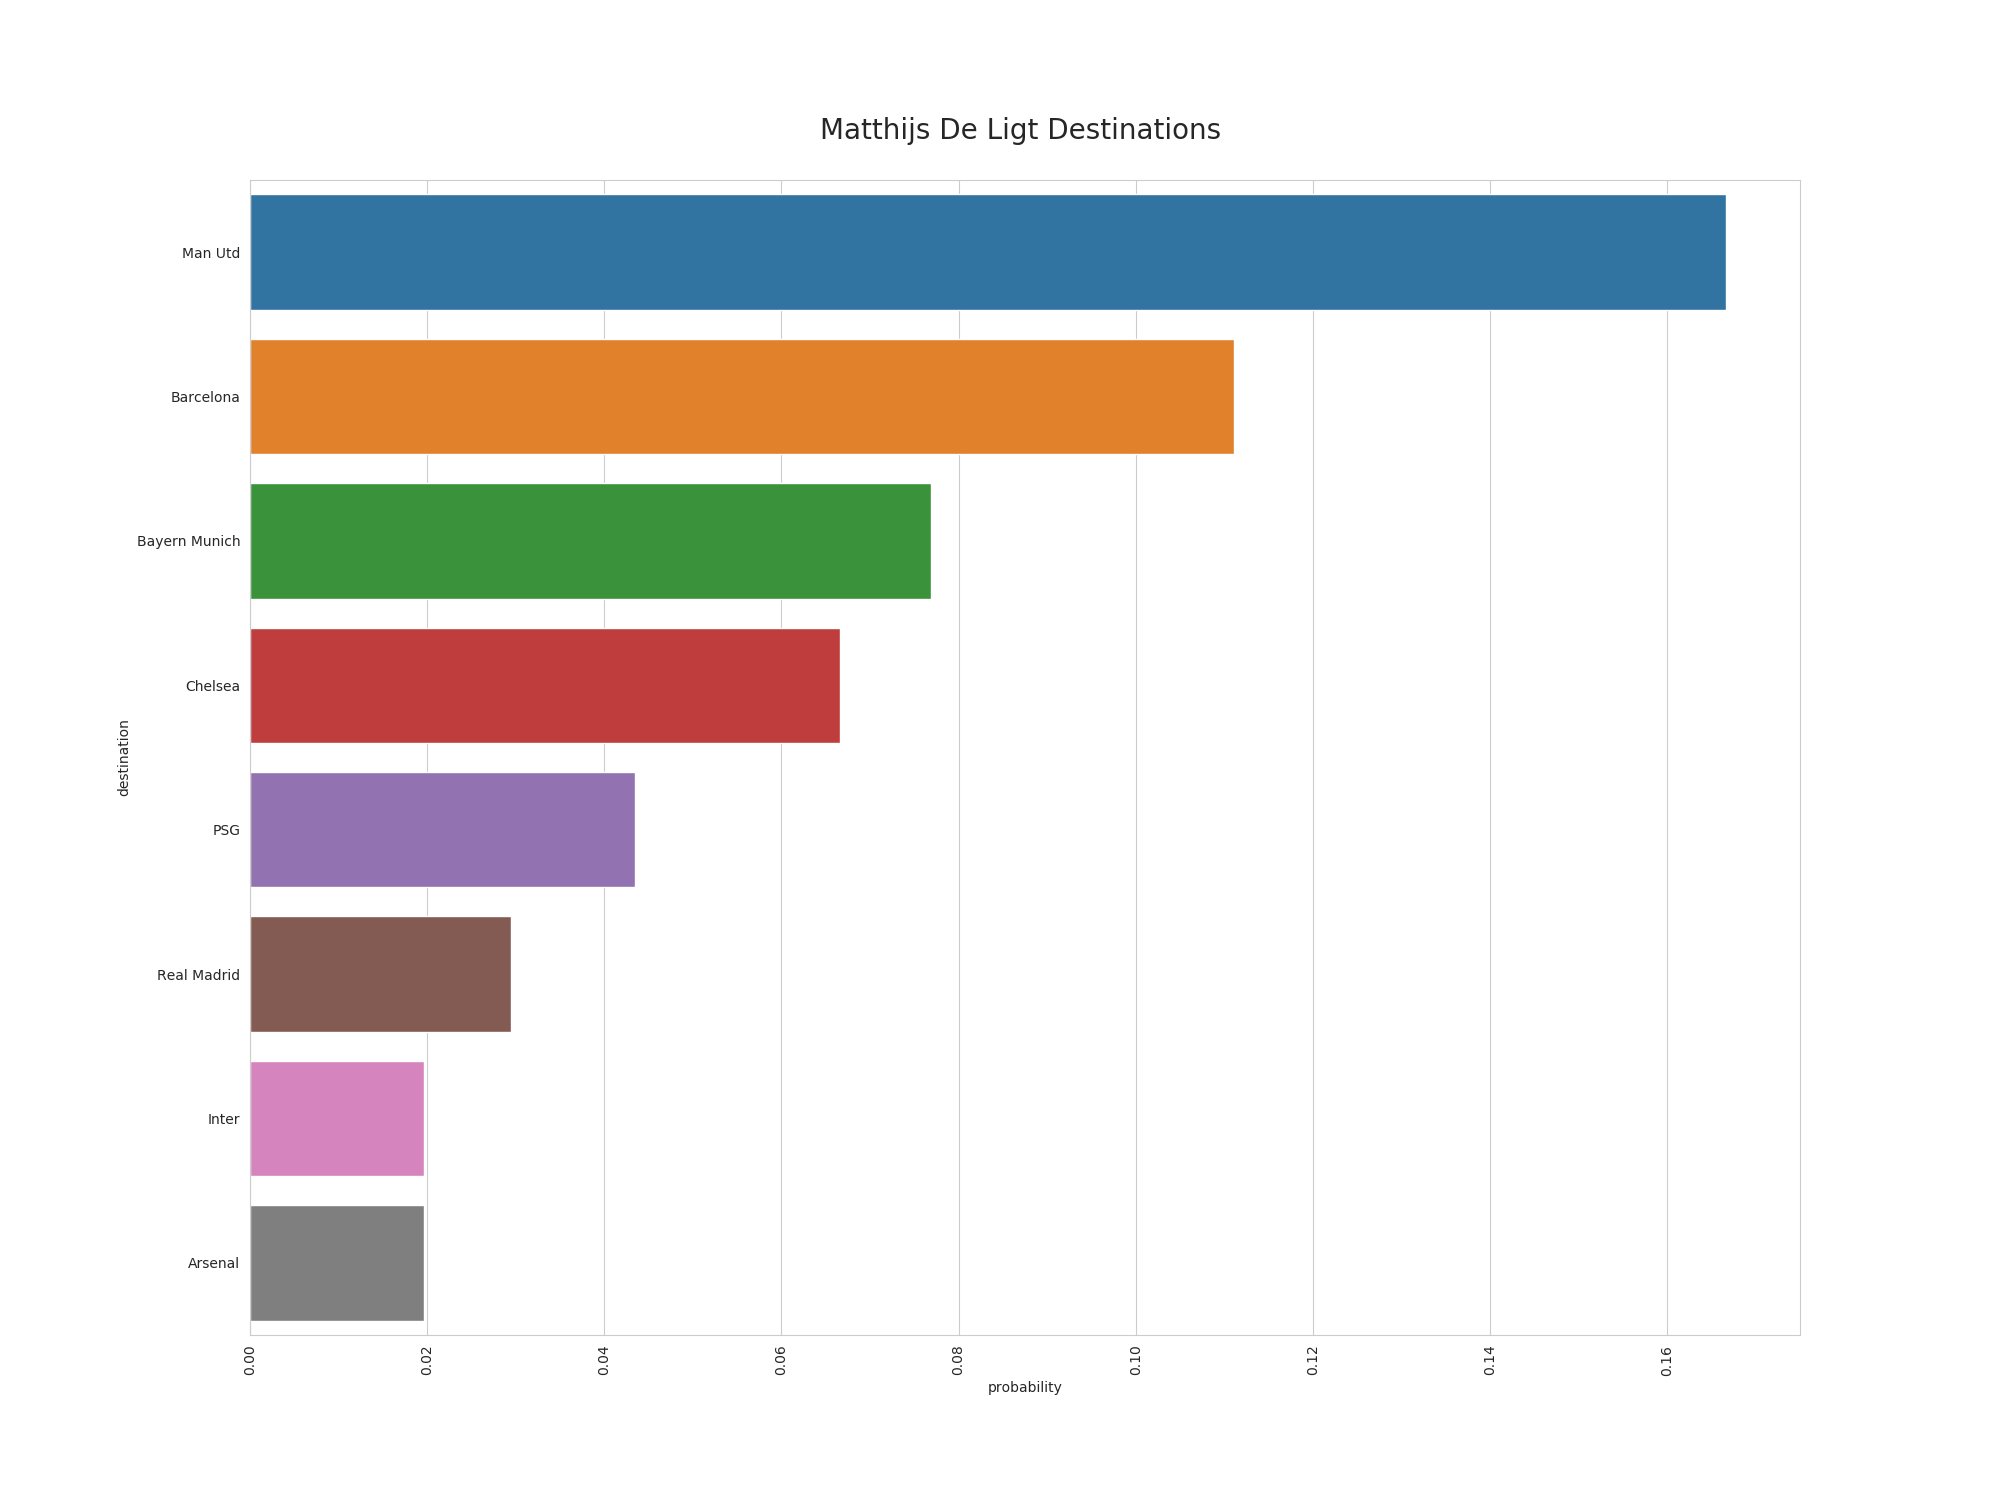 Matthijs De Ligt Destinations
Man Utd
Barcelona
Bayern Munich
Chelsea
PSG
Real Madrid
Inter
Arsenal
destination
0.00 0.02 0.04 0.06 0.08 0.10 0.12 0.14 0.16
probability